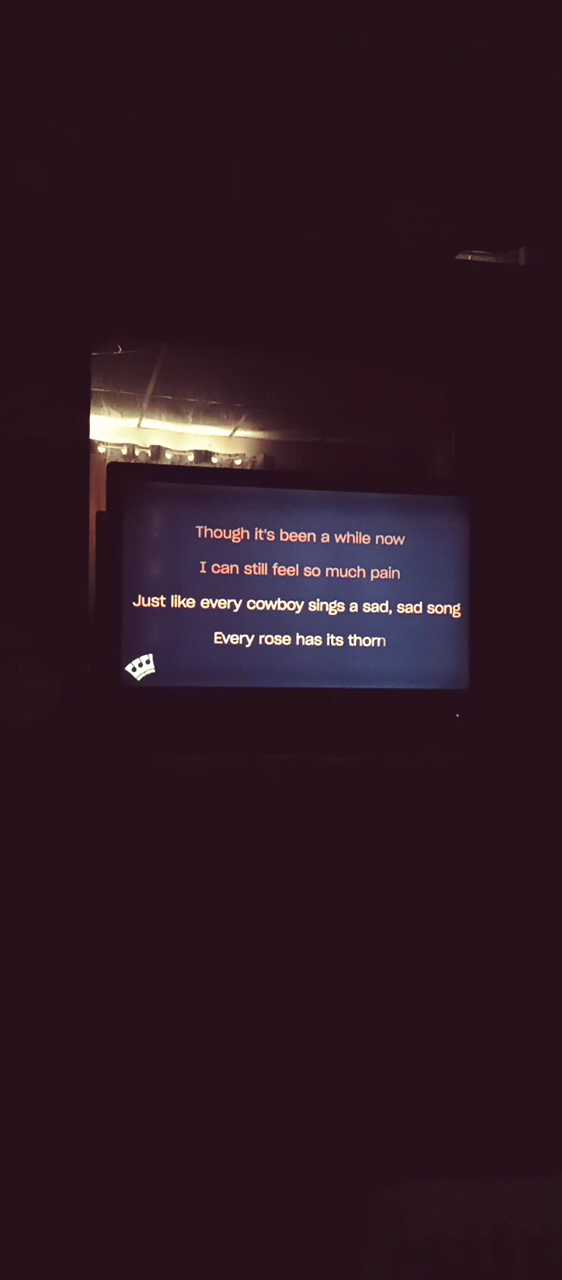 Though it's been a while now
I can still feel so much pain
Just like every cowboy sings a sad, sad song
Every rose has its thorn